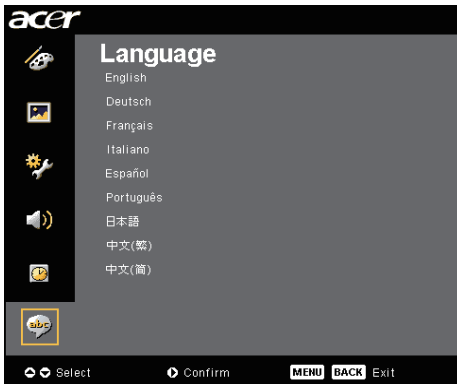 acer
Language
English
Deutsch
Français
Italiano
Español
Português
日本語
中文(繁)
中文(简)
abc
Select Confirm MENU BACK Exit